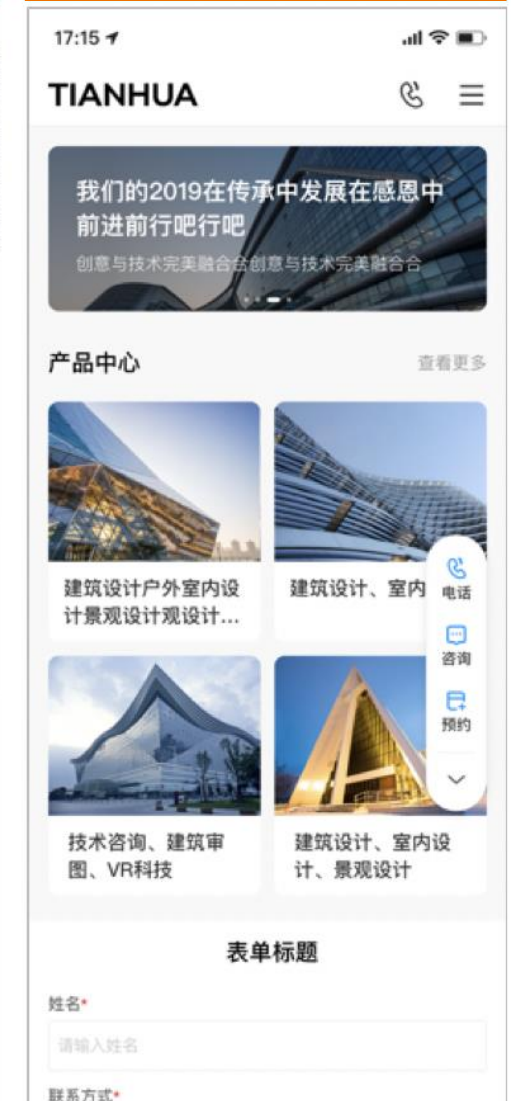 17:15
TIANHUA
我们的2019在传承中发展在感恩中
前进前行吧行吧
创意与技术完美融合合创意与技术完美融合合
产品中心
查看更多
建筑设计户外室内设
计景观设计观设计...
建筑设计、室内
电话
咨询
预约
技术咨询、建筑审
图、VR科技
建筑设计、室内设
计、景观设计
表单标题
姓名*
请输入姓名
联系方式*